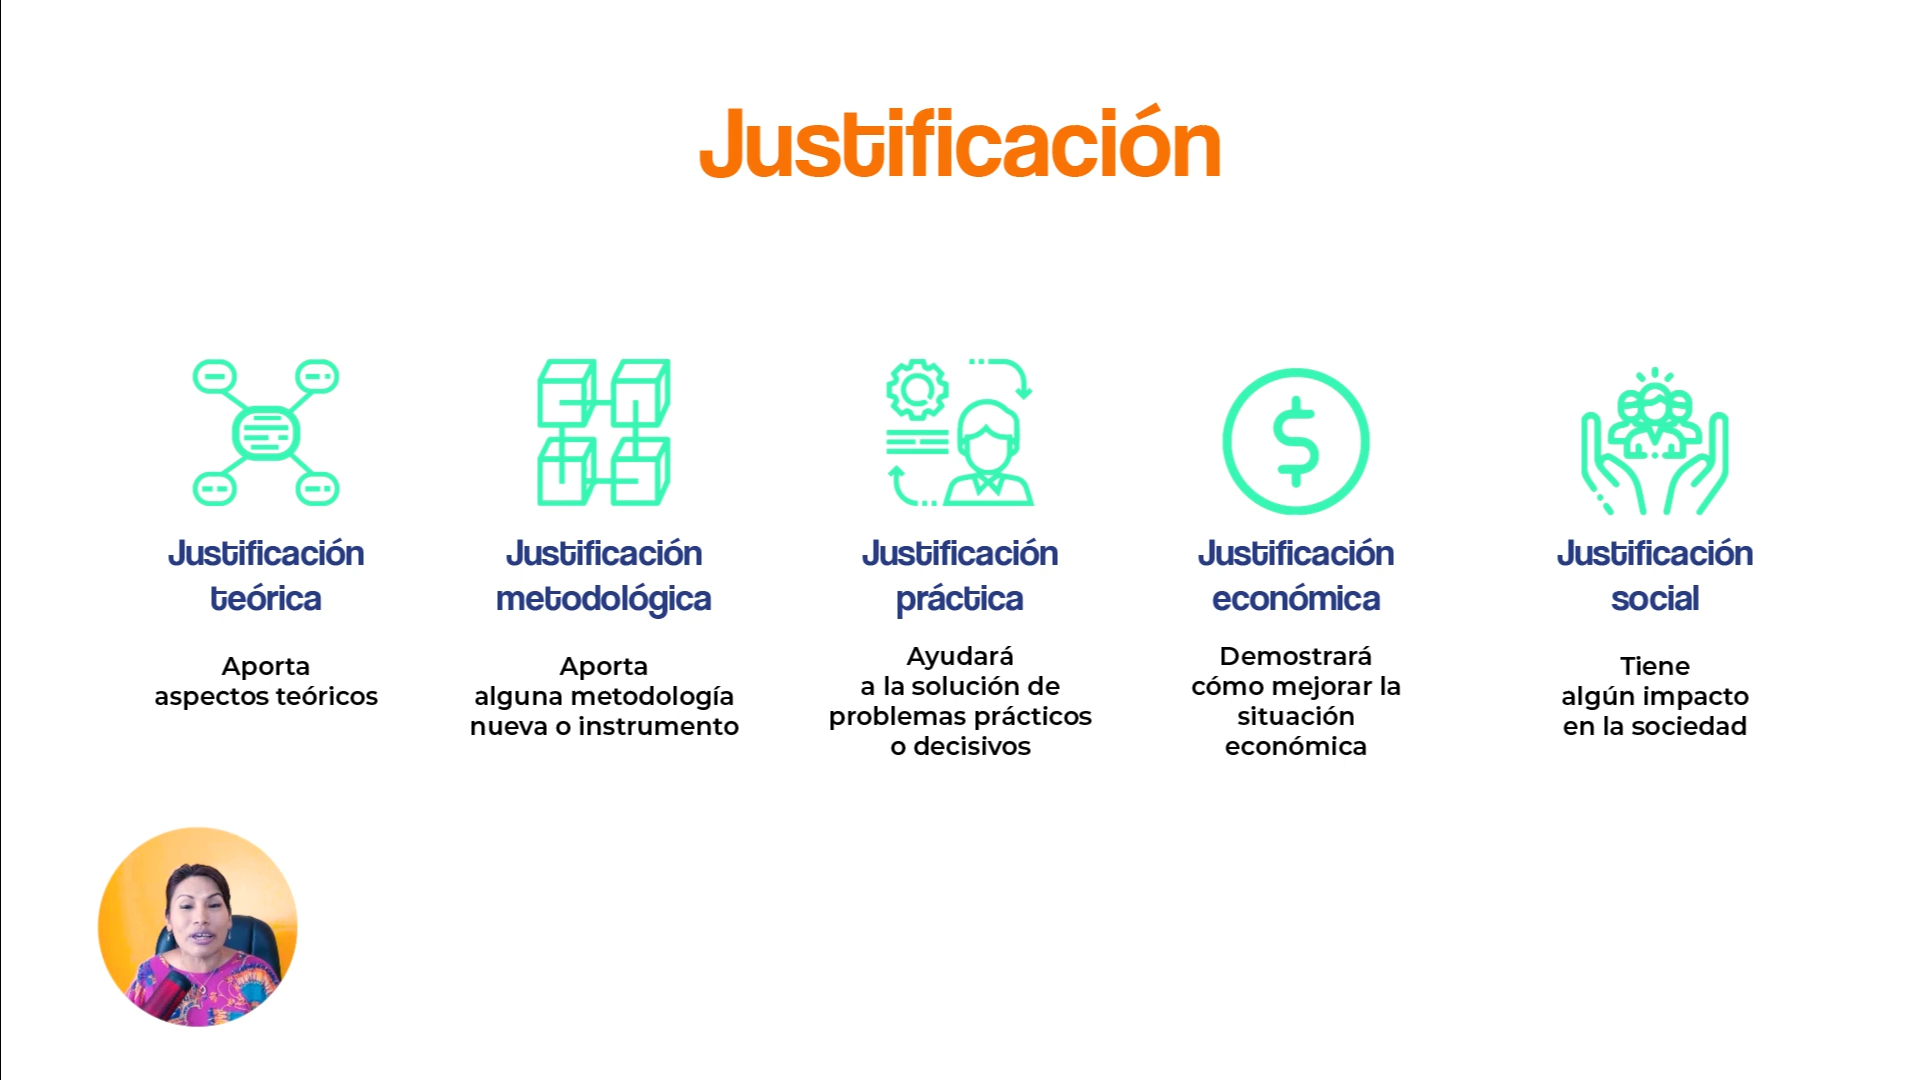 Justificación
Justificación
teórica
Aporta
aspectos teóricos
Justificación
metodológica
Aporta
alguna metodología
nueva o instrumento
Justificación
práctica
Ayudará
a la solución de
problemas prácticos
o decisivos
Justificación
económica
Demostrará
cómo mejorar la
situación
económica
Justificación
social
Tiene
algún impacto
en la sociedad